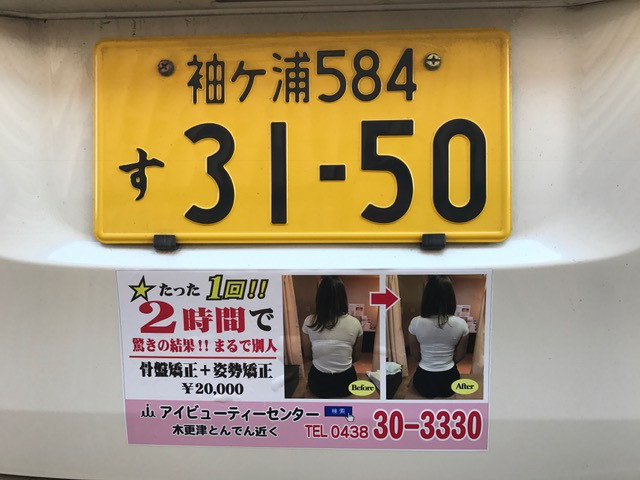 袖ケ浦584
す 31-50
たった 1回!!
2時間で
驚きの結果!! まるで別人
骨盤矯正+姿勢矯正
¥20,000
Before
After
アイビューティーセンター 検索
木更津とんでん近く
TEL 0438 30-3330